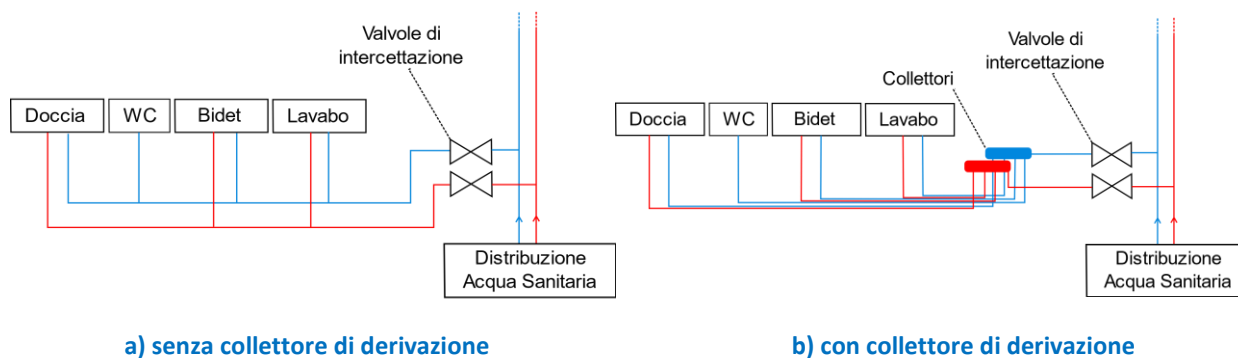 Valvole di
intercettazione
Doccia
WC
Bidet
Lavabo
Distribuzione
Acqua Sanitaria
a) senza collettore di derivazione
Valvole di
intercettazione
Collettori
Doccia
WC
Bidet
Lavabo
Distribuzione
Acqua Sanitaria
b) con collettore di derivazione